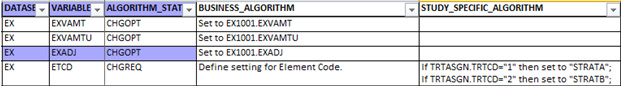 DATASE VARIABLE ALGORITHM_STAT BUSINESS_ALGORITHM STUDY_SPECIFIC_ALGORITHM
EX EXVAMT CHGOPT Set to EX1001.EXVAMT
EX EXVAMTU CHGOPT Set to EX1001.EXVAMTU
EX EXADJ CHGOPT Set to EX1001.EXADJ
EX ETCD CHGREQ Define setting for Element Code. If TRTASGN.TRTCD="1" then set to "STRATA";
If TRTASGN.TRTCD="2" then set to "STRATB";